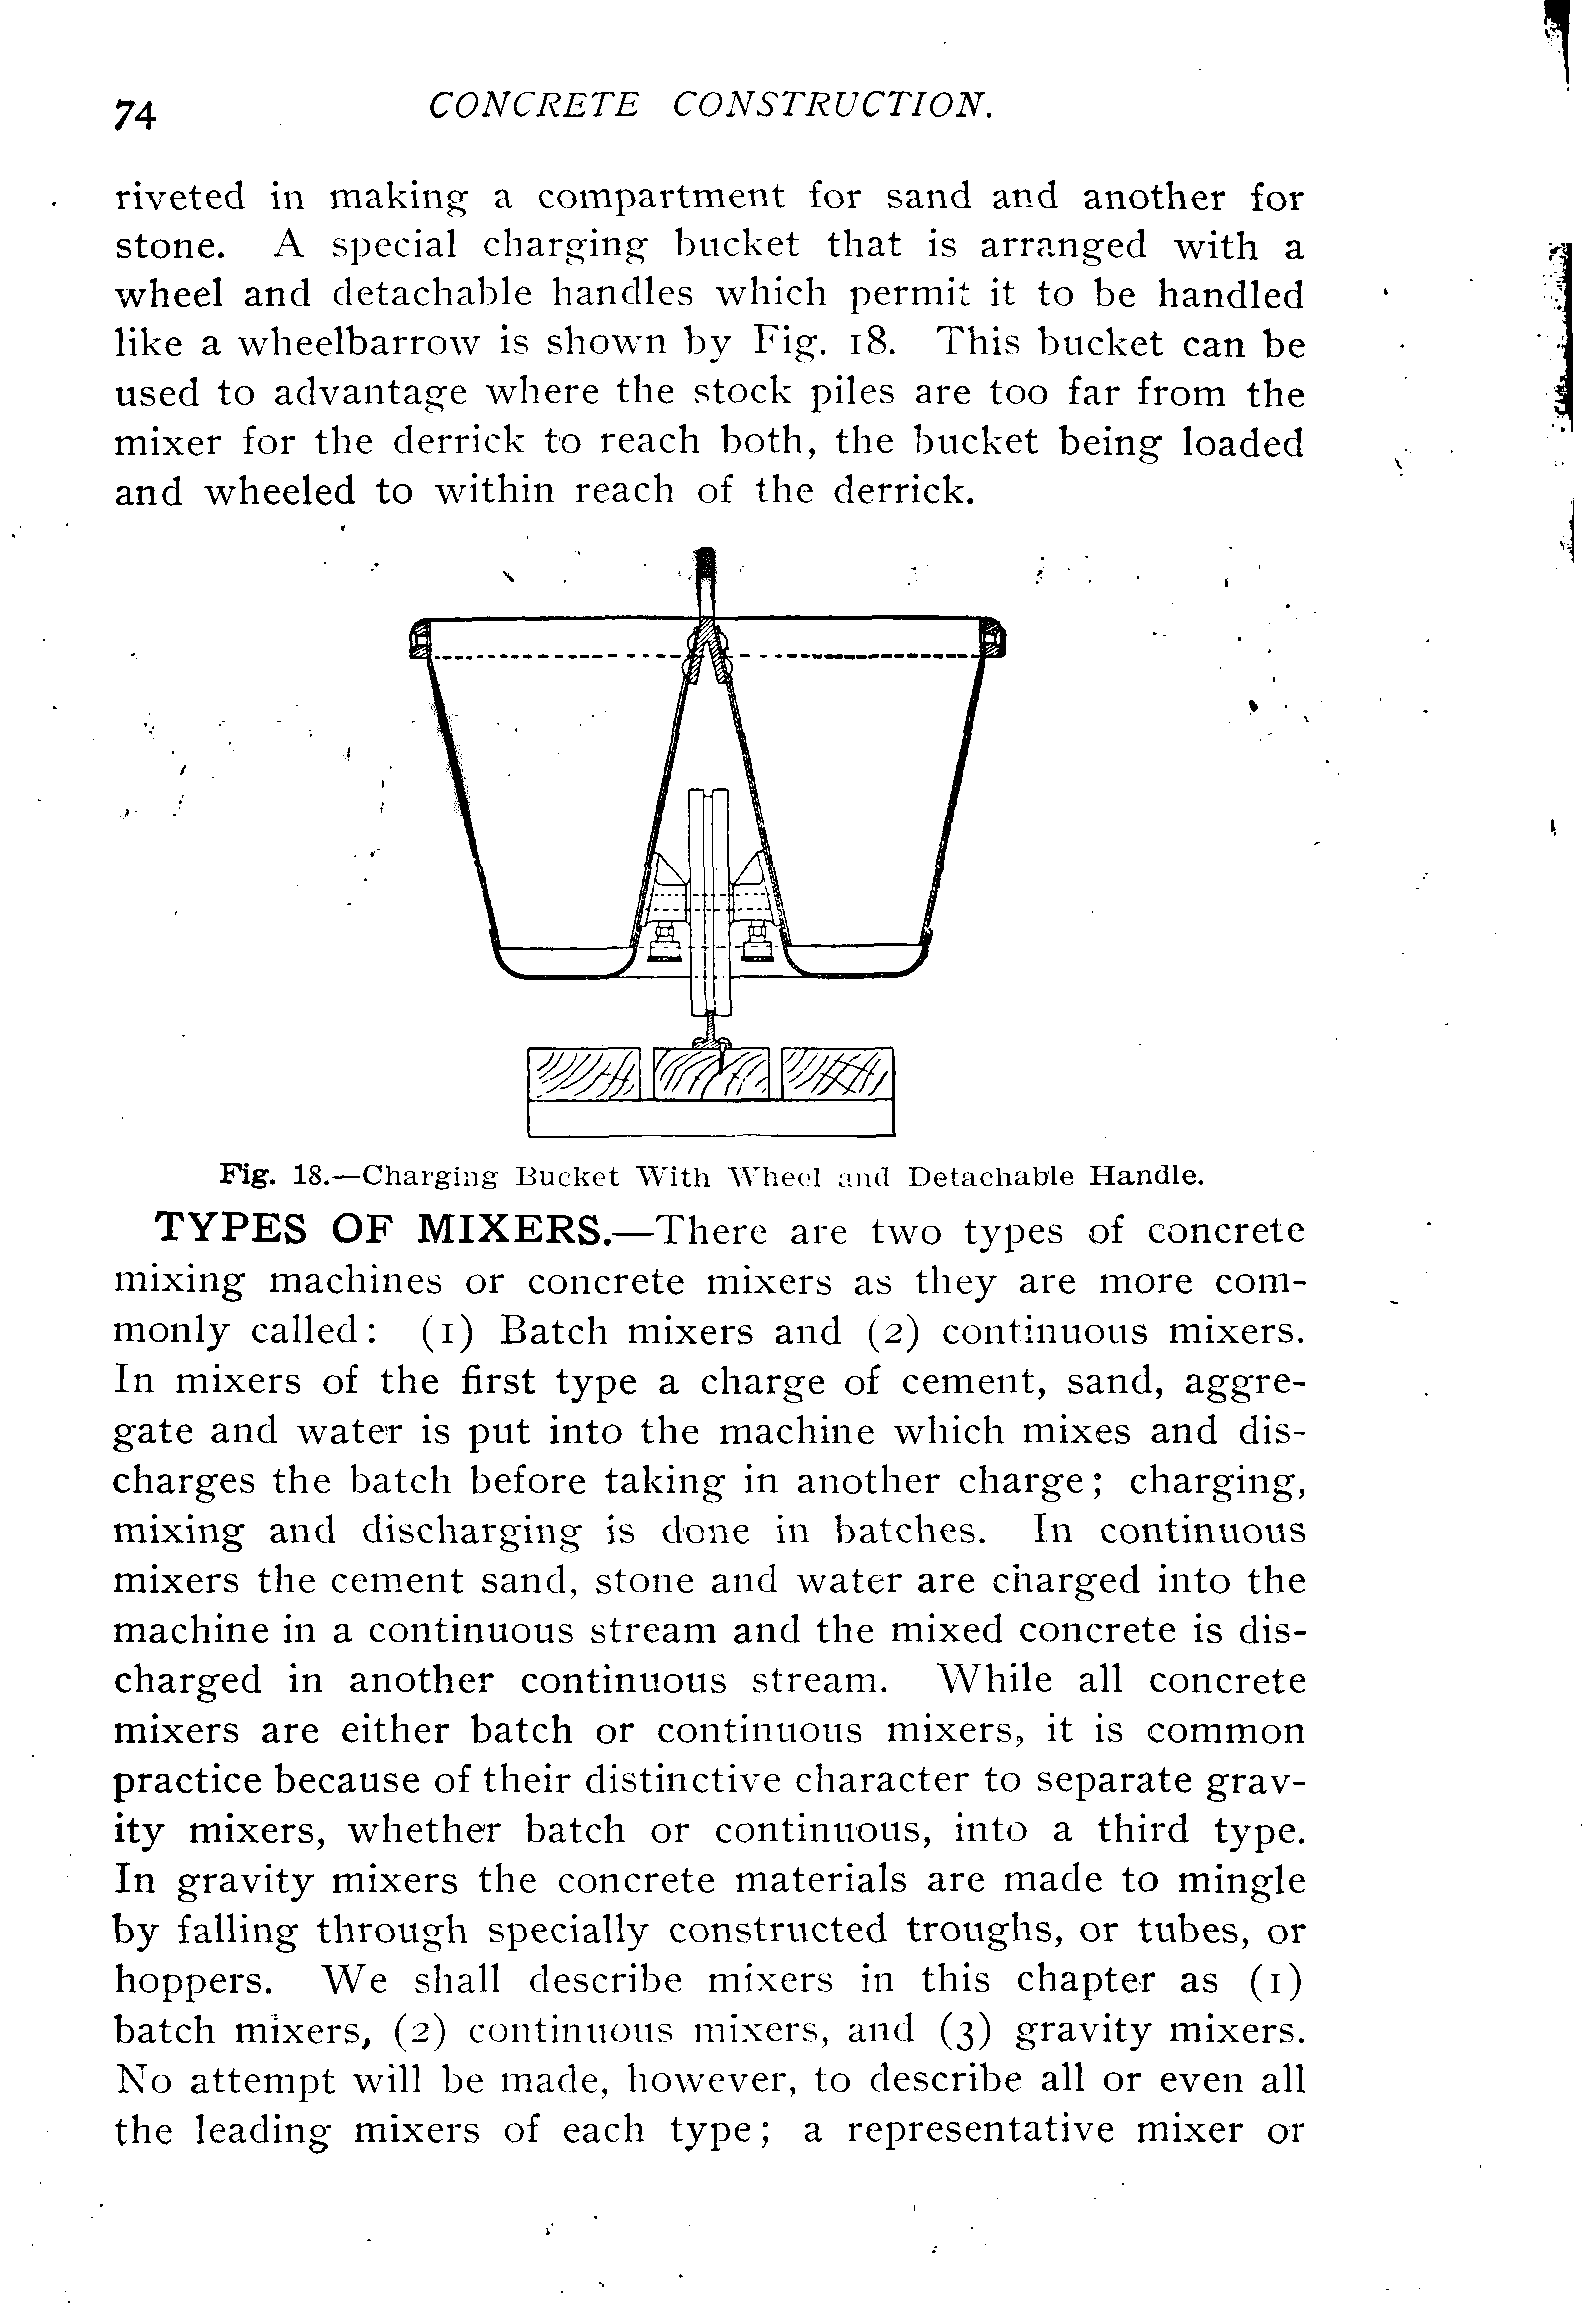 74 CONCRETE CONSTRUCTION.
riveted in making a compartment for sand and another for
stone. A special charging bucket that is arranged with a
wheel and detachable handles which permit it to be handled
like a wheelbarrow is shown by Fig. 18. This bucket can be
used to advantage where the stock piles are too far from the
mixer for the derrick to reach both, the bucket being loaded
and wheeled to within reach of the derrick.
Fig. 18.—Charging Bucket With Wheel and Detachable Handle.
TYPES OF MIXERS.—There are two types of concrete
mixing machines or concrete mixers as they are more com-
monly called: (1) Batch mixers and (2) continuous mixers.
In mixers of the first type a charge of cement, sand, aggre-
gate and water is put into the machine which mixes and dis-
charges the batch before taking in another charge; charging,
mixing and discharging is done in batches. In continuous
mixers the cement sand, stone and water are charged into the
machine in a continuous stream and the mixed concrete is dis-
charged in another continuous stream. While all concrete
mixers are either batch or continuous mixers, it is common
practice because of their distinctive character to separate grav-
ity mixers, whether batch or continuous, into a third type.
In gravity mixers the concrete materials are made to mingle
by falling through specially constructed troughs, or tubes, or
hoppers. We shall describe mixers in this chapter as (1)
batch mixers, (2) continuous mixers, and (3) gravity mixers.
No attempt will be made, however, to describe all or even all
the leading mixers of each type; a representative mixer or